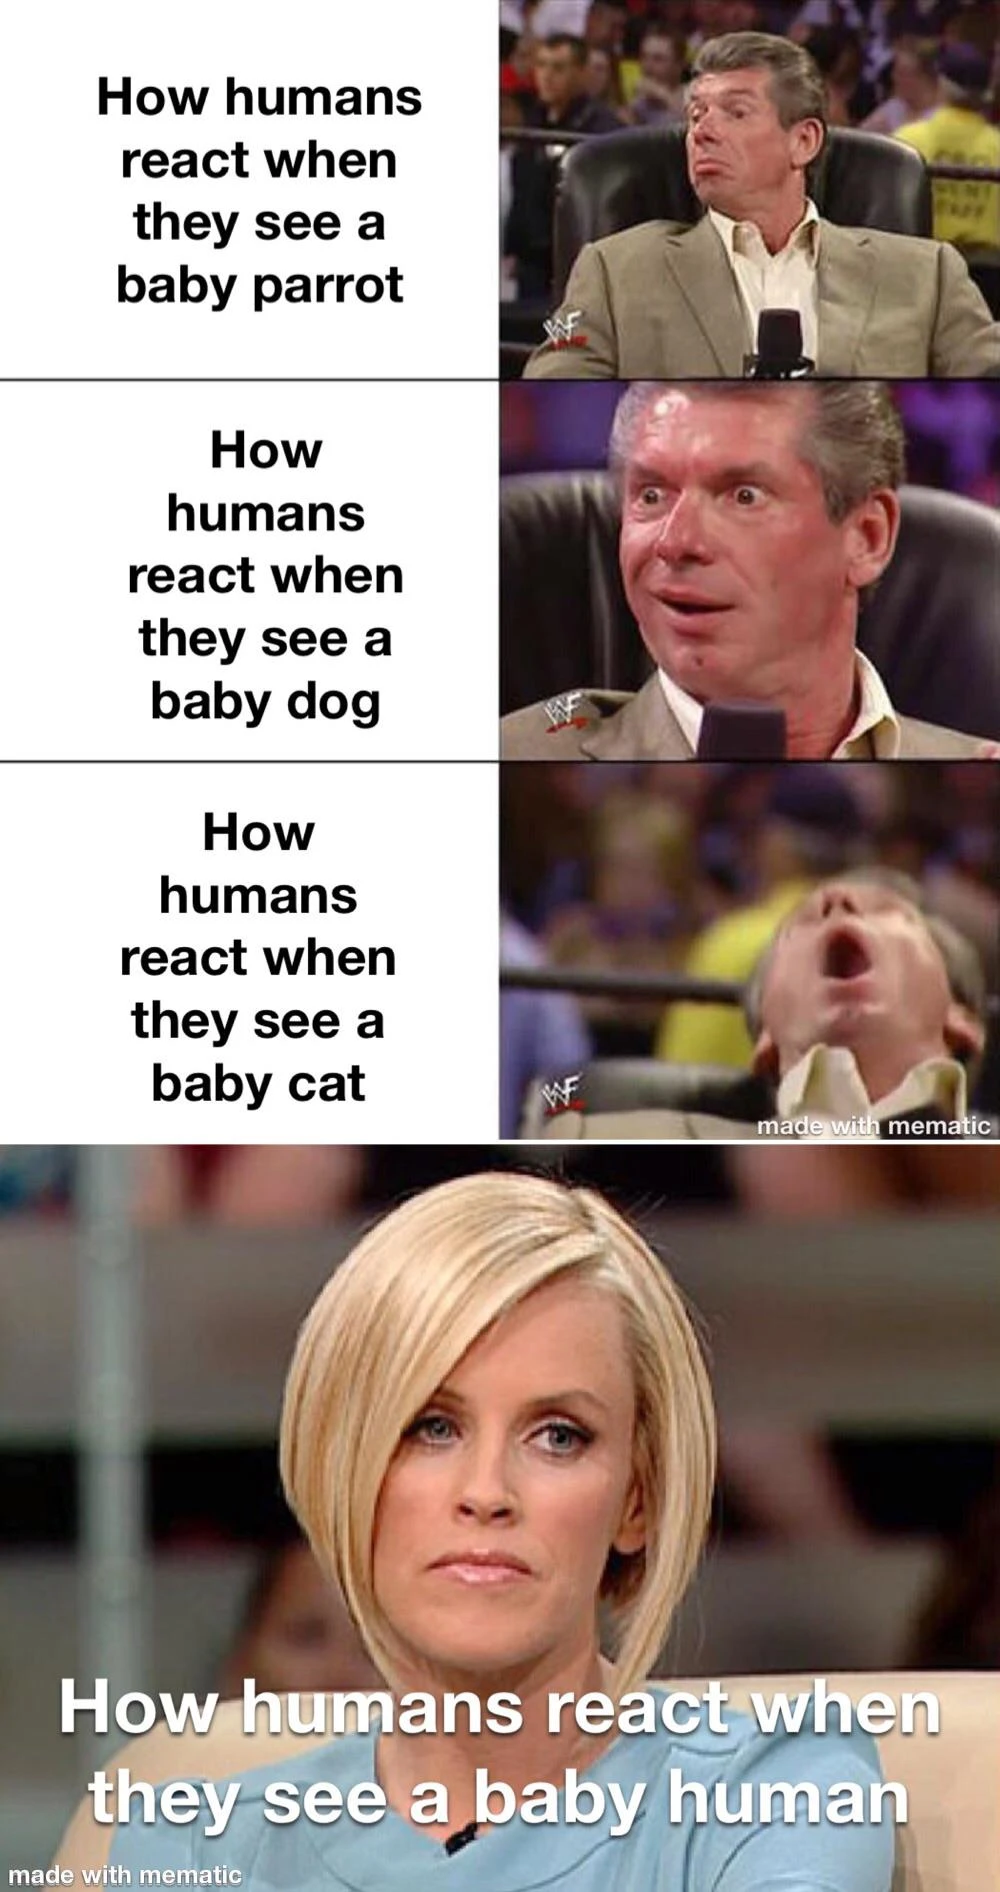 How humans
react when
they see a
baby parrot
How
humans
react when
they see a
baby dog
How
humans
react when
they see a
baby cat
made with mematic
How humans react when
they see a baby human
made with mematic